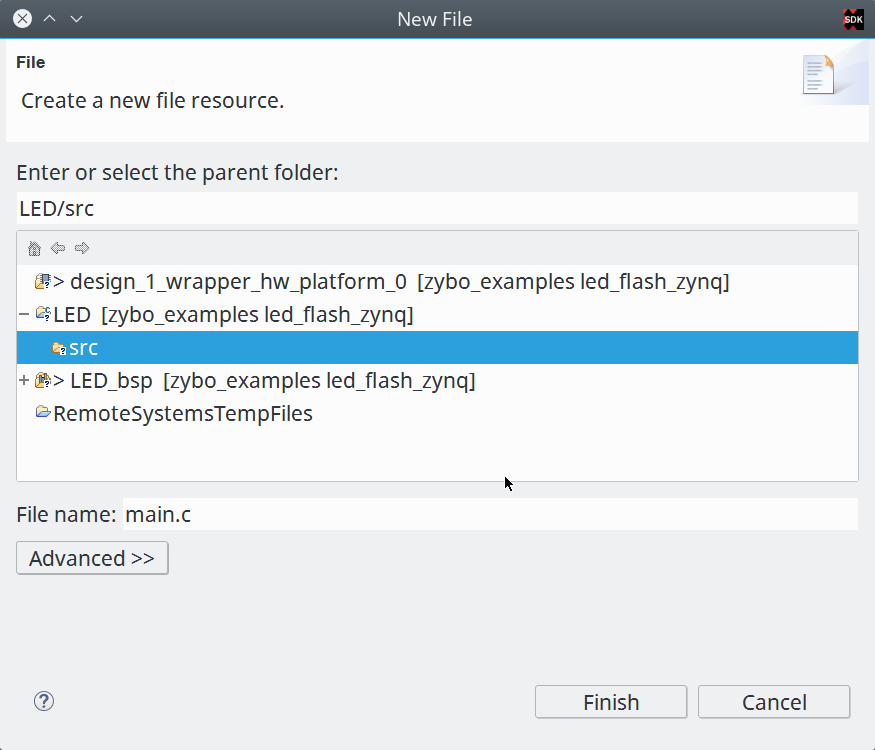 New File
SDK
File
Create a new file resource.
Enter or select the parent folder:
LED/src
> design_1_wrapper_hw_platform_0 [zybo_examples led_flash_zynq]
LED [zybo_examples led_flash_zynq]
src
> LED_bsp [zybo_examples led_flash_zynq]
RemoteSystemsTempFiles
File name: main.c
Advanced >>
Finish Cancel